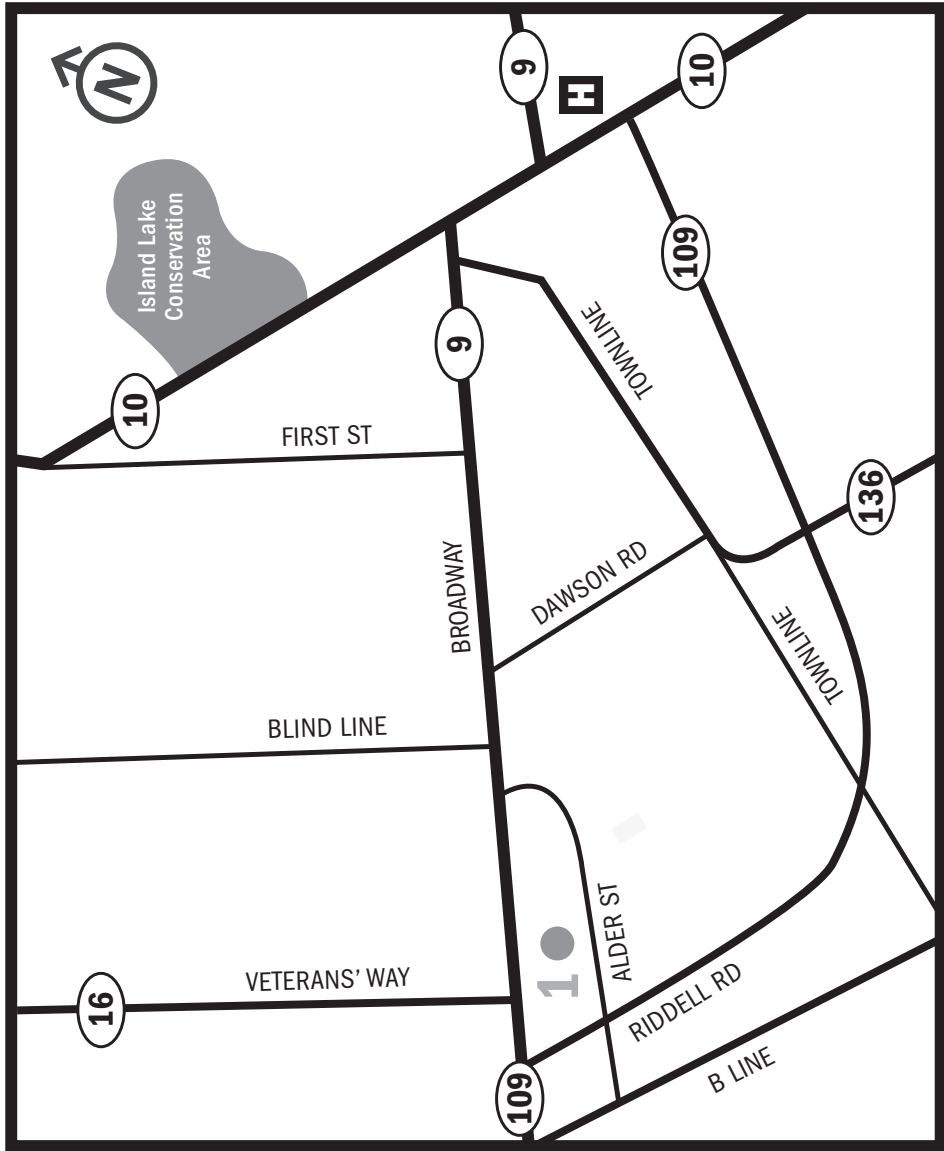 N
9
H
10
109
Island Lake
Conservation
Area
10
9
TOWNLINE
FIRST ST
136
BROADWAY
DAWSON RD
TOWNLINE
BLIND LINE
1
ALDER ST
16
VETERANS' WAY
RIDDELL RD
109
B LINE